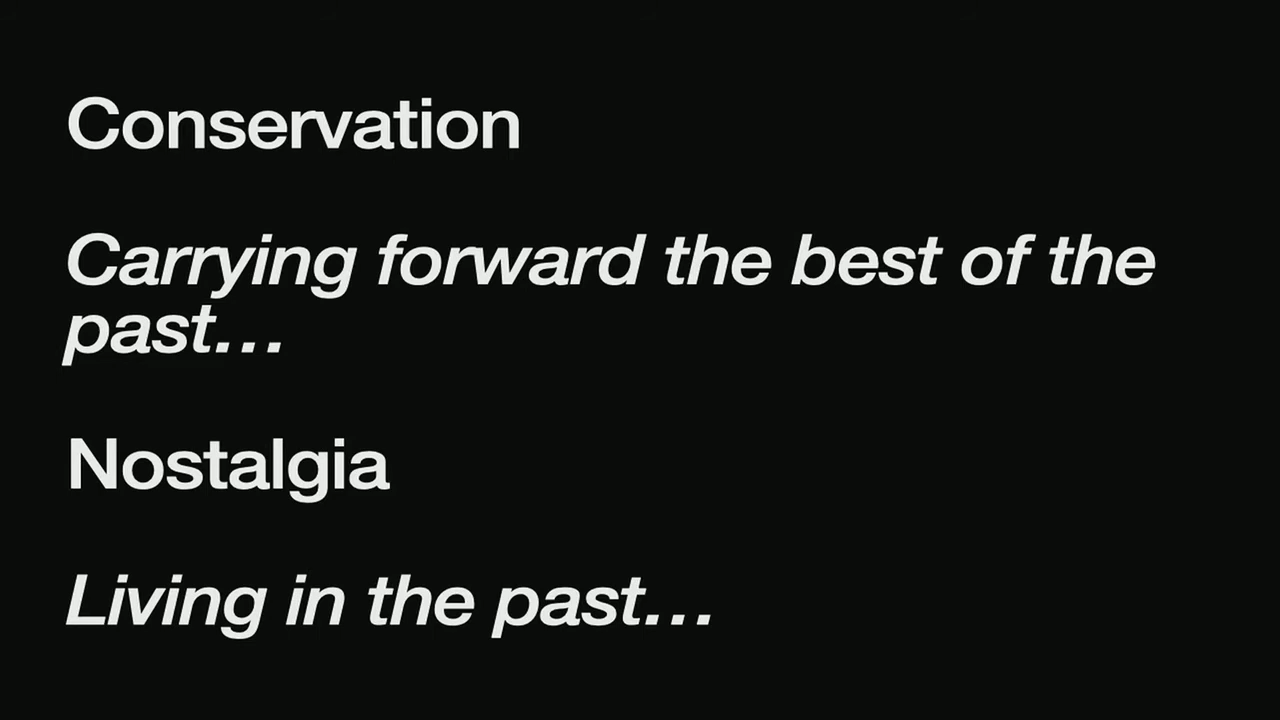 Conservation
Carrying forward the best of the
past...
Nostalgia
Living in the past...